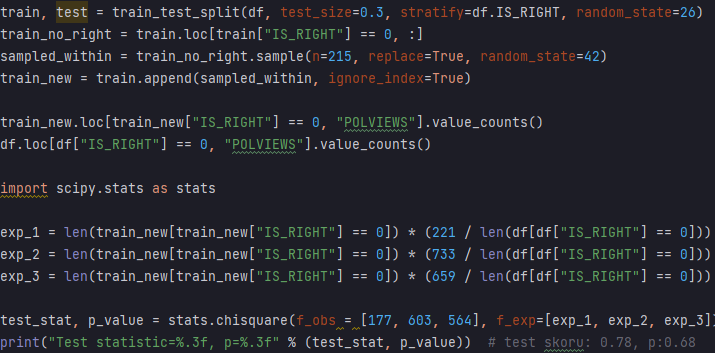 train, test = train_test_split(df, test_size=0.3, stratify=df.IS_RIGHT, random_state=26)
train_no_right = train.loc[train["IS_RIGHT"] == 0, :]
sampled_within = train_no_right.sample(n=215, replace=True, random_state=42)
train_new = train.append(sampled_within, ignore_index=True)
train_new.loc[train_new["IS_RIGHT"] == 0, "POLVIEWS"].value_counts()
df.loc[df["IS_RIGHT"] == 0, "POLVIEWS"].value_counts()
import scipy.stats as stats
exp_1 = len(train_new[train_new["IS_RIGHT"] == 0]) * (221 / len(df[df["IS_RIGHT"] == 0]))
exp_2 = len(train_new[train_new["IS_RIGHT"] == 0]) * (733 / len(df[df["IS_RIGHT"] == 0]))
exp_3 = len(train_new[train_new["IS_RIGHT"] == 0]) * (659 / len(df[df["IS_RIGHT"] == 0]))
test_stat, p_value = stats.chisquare(f_obs = [177, 603, 564], f_exp=[exp_1, exp_2, exp_3])
print("Test statistic=%.3f, p=%.3f" % (test_stat, p_value))  # test skoru: 0.78, p:0.68